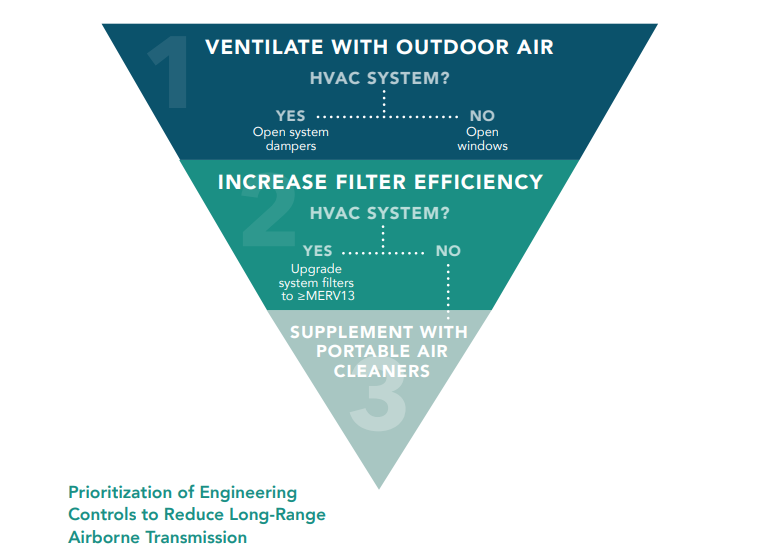 1
VENTILATE WITH OUTDOOR AIR
HVAC SYSTEM?
YES
Open system
dampers
NO
Open
windows
2
INCREASE FILTER EFFICIENCY
HVAC SYSTEM?
YES
Upgrade
system filters
to ≥MERV13
NO
3
SUPPLEMENT WITH
PORTABLE AIR
CLEANERS
Prioritization of Engineering
Controls to Reduce Long-Range
Airborne Transmission